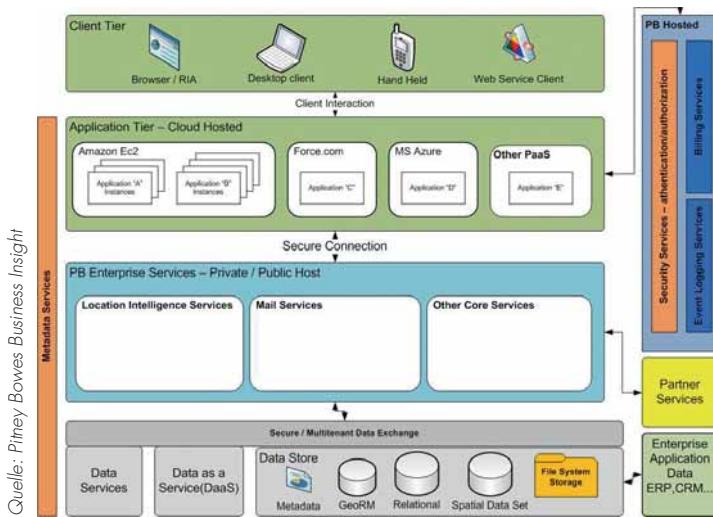 Client Tier
Browser / RIA
Desktop client
Hand Held
Web Service Client
Client Interaction
Application Tier – Cloud Hosted
Amazon Ec2
Application "A"
Instances
Application "B"
Instances
Force.com
Application "C"
MS Azure
Application "D"
Other PaaS
Application "E"
Secure Connection
PB Enterprise Services – Private / Public Host
Location Intelligence Services
Mail Services
Other Core Services
Secure / Multitenant Data Exchange
Data
Services
Data as a
Service(DaaS)
Data Store
Metadata
GeoRM
Relational
Spatial Data Set
File System
Storage
Metadata Services
PB Hosted
Security Services – athentication/authorization
Billing Services
Event Logging Services
Partner
Services
Enterprise
Application
Data
ERP,CRM...
Quelle: Pitney Bowes Business Insight